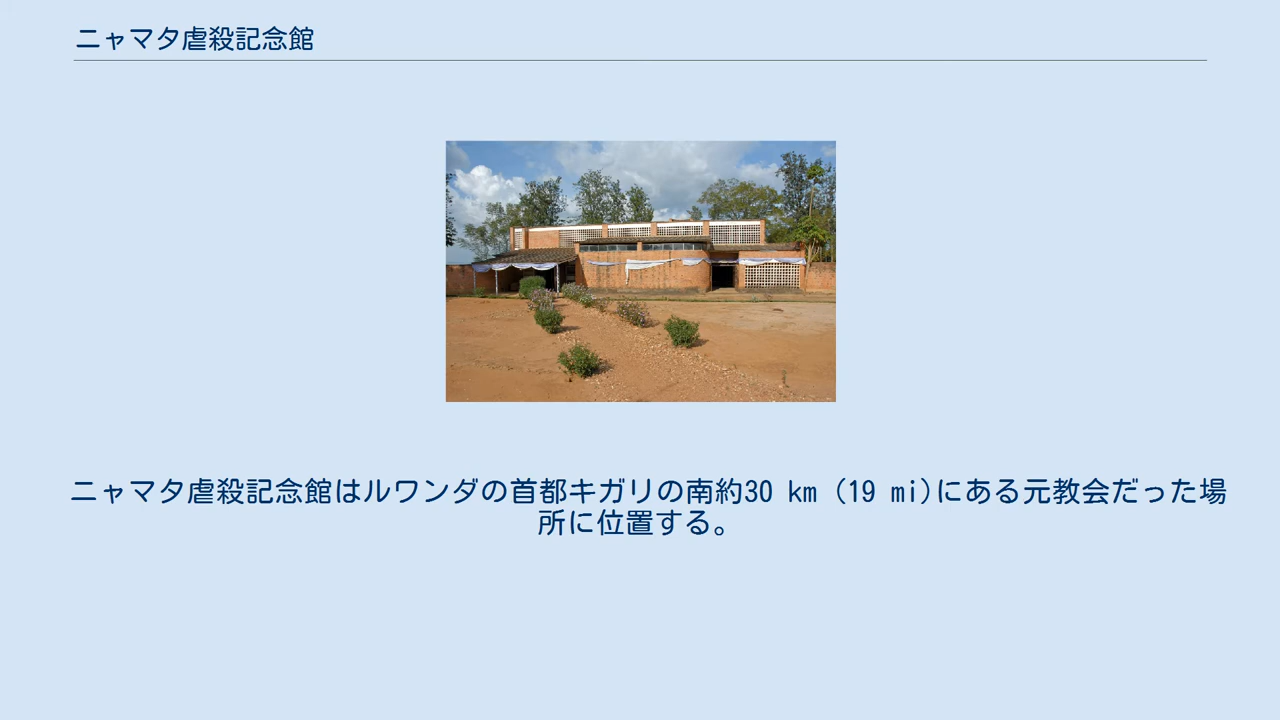 ニャマタ虐殺記念館
ニャマタ虐殺記念館はルワンダの首都キガリの南約30 km (19 mi)にある元教会だった場
所に位置する。